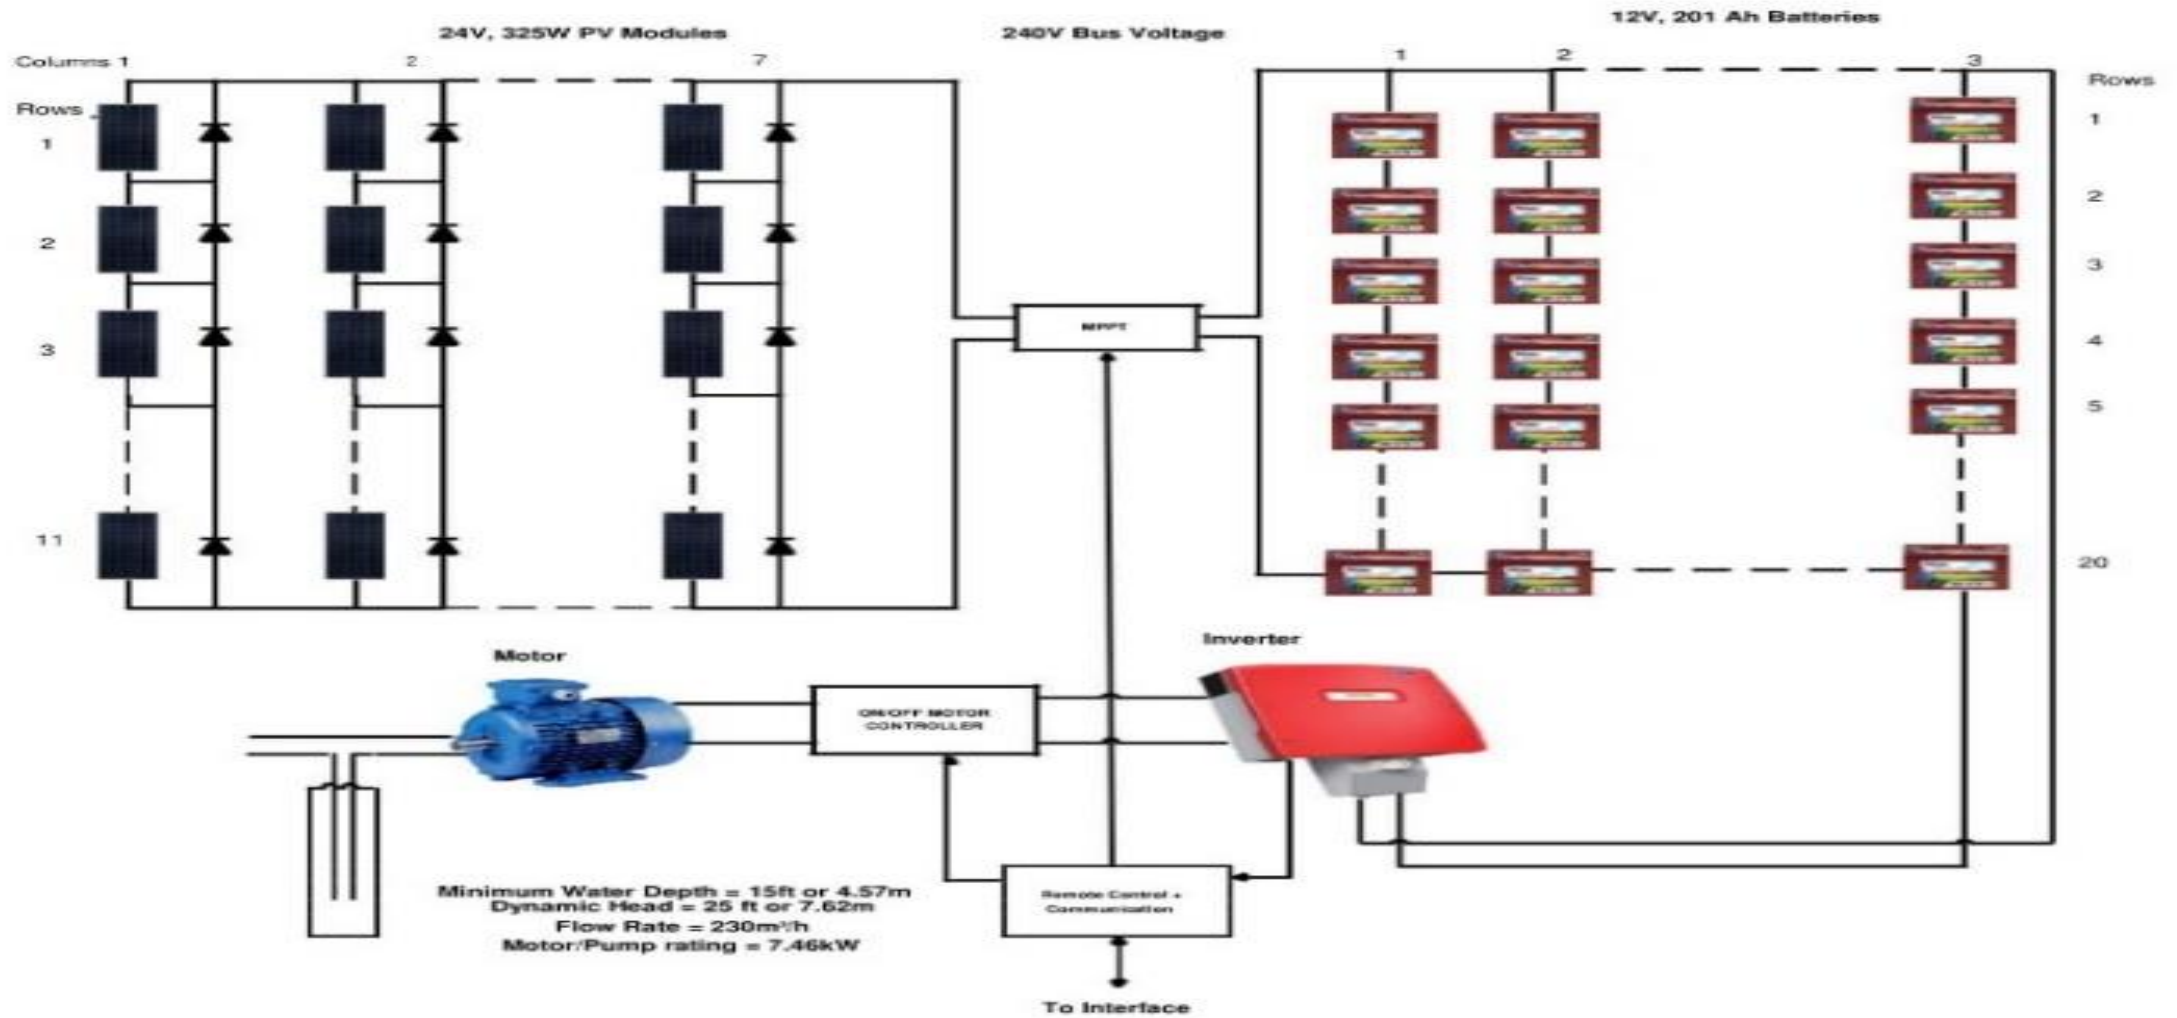 24V, 325W PV Modules
240V Bus Voltage
12V, 201 Ah Batteries
Columns 1
2
7
1
2
3
Rows
Rows
1
2
3
11
1
2
3
4
5
20
MPPT
Motor
Inverter
ON/OFF MOTOR
CONTROLLER
Remote Control +
Communication
Minimum Water Depth = 15ft or 4.57m
Dynamic Head = 25 ft or 7.62m
Flow Rate = 230m³/h
Motor/Pump rating = 7.46kW
To Interface